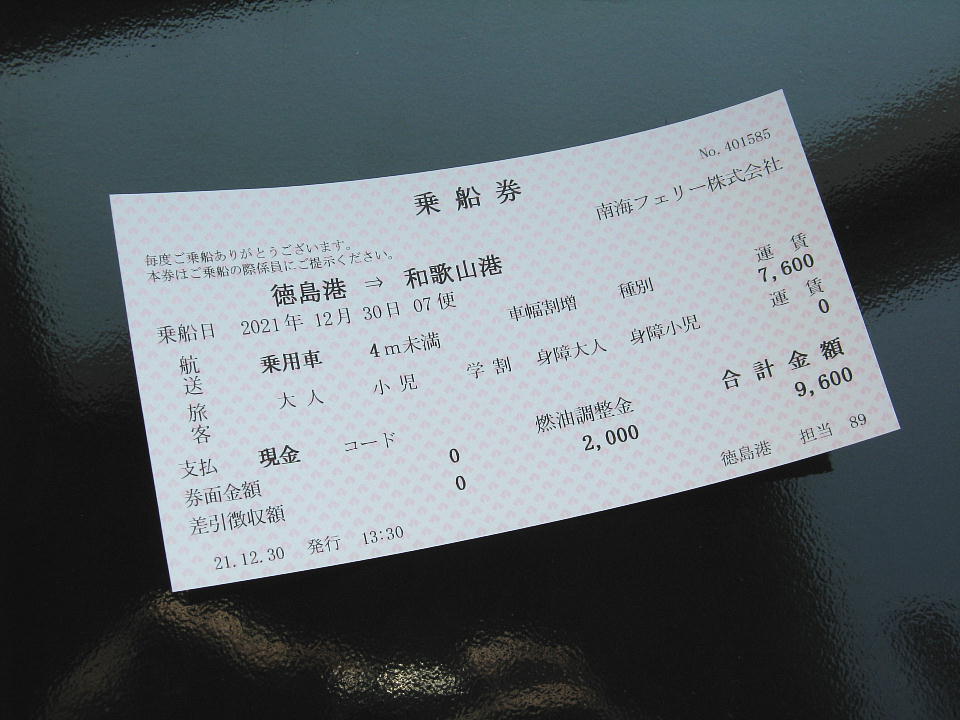 No. 401585
乗船券
南海フェリー株式会社
毎度ご乗船ありがとうございます。
本券はご乗船の際係員にご提示ください。
徳島港 ⇒ 和歌山港
乗船日 2021年 12月 30日 07便
航送 乗用車 4m未満 車幅割増 種別 運賃 7,600
旅客 大人 小児 学割 身障大人 身障小児 運賃 0
支払 現金 コード 燃油調整金 合計金額
券面金額 0 2,000 9,600
差引徴収額 0
徳島港 担当 89
21.12.30 発行 13:30